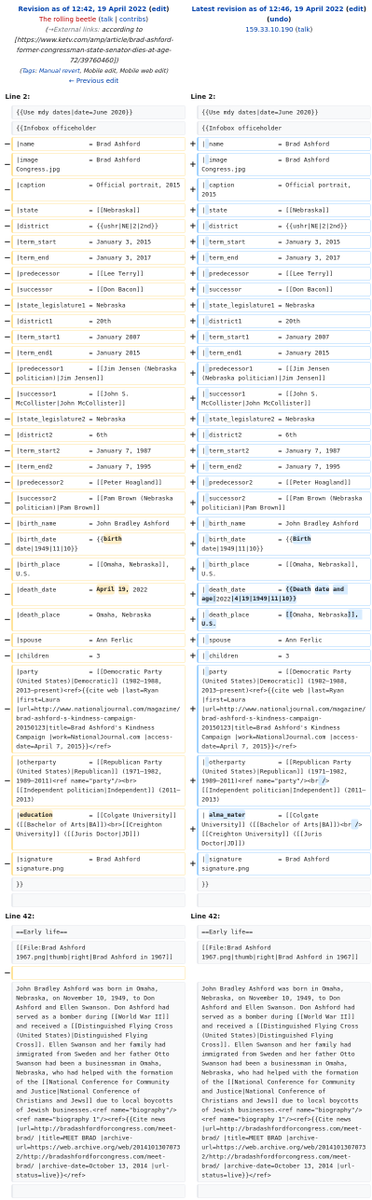 Revision as of 12:42, 19 April 2022 (edit)
The rolling beetle (talk | contribs)
(→External links: according to
[https://www.ketv.com/amp/article/brad-ashford-
former-congressman-state-senator-dies-at-age-
72/39760460])
(Tags: Manual revert, Mobile edit, Mobile web edit)
← Previous edit
Latest revision as of 12:46, 19 April 2022 (edit)
(undo)
159.33.10.190 (talk)
Line 2:
Line 2:
{{Use mdy dates|date=June 2020}}
{{Use mdy dates|date=June 2020}}
{{Infobox officeholder
{{Infobox officeholder
− |name = Brad Ashford
+ | name = Brad Ashford
− |image = Brad Ashford
Congress.jpg
+ | image = Brad Ashford
Congress.jpg
− |caption = Official portrait, 2015
+ | caption = Official portrait,
2015
− |state = [[Nebraska]]
+ | state = [[Nebraska]]
− |district = {{ushr|NE|2|2nd}}
+ | district = {{ushr|NE|2|2nd}}
− |term_start = January 3, 2015
+ | term_start = January 3, 2015
− |term_end = January 3, 2017
+ | term_end = January 3, 2017
− |predecessor = [[Lee Terry]]
+ | predecessor = [[Lee Terry]]
− |successor = [[Don Bacon]]
+ | successor = [[Don Bacon]]
− |state_legislature1 = Nebraska
+ | state_legislature1 = Nebraska
− |district1 = 20th
+ | district1 = 20th
− |term_start1 = January 2007
+ | term_start1 = January 2007
− |term_end1 = January 2015
+ | term_end1 = January 2015
− |predecessor1 = [[Jim Jensen (Nebraska
politician)|Jim Jensen]]
+ | predecessor1 = [[Jim Jensen
(Nebraska politician)|Jim Jensen]]
− |successor1 = [[John S.
McCollister|John McCollister]]
+ | successor1 = [[John S.
McCollister|John McCollister]]
− |state_legislature2 = Nebraska
+ | state_legislature2 = Nebraska
− |district2 = 6th
+ | district2 = 6th
− |term_start2 = January 7, 1987
+ | term_start2 = January 7, 1987
− |term_end2 = January 7, 1995
+ | term_end2 = January 7, 1995
− |predecessor2 = [[Peter Hoagland]]
+ | predecessor2 = [[Peter Hoagland]]
− |successor2 = [[Pam Brown (Nebraska
politician)|Pam Brown]]
+ | successor2 = [[Pam Brown (Nebraska
politician)|Pam Brown]]
− |birth_name = John Bradley Ashford
+ | birth_name = John Bradley Ashford
− |birth_date = {{birth
date|1949|11|10}}
+ | birth_date = {{Birth
date|1949|11|10}}
− |birth_place = [[Omaha, Nebraska]],
U.S.
+ | birth_place = [[Omaha, Nebraska]],
U.S.
− |death_date = April 19, 2022
+ | death_date = {{Death date and
age|2022|4|19|1949|11|10}}
− |death_place = Omaha, Nebraska
+ | death_place = [[Omaha, Nebraska]],
U.S.
− |spouse = Ann Ferlic
+ | spouse = Ann Ferlic
− |children = 3
+ | children = 3
− |party = [[Democratic Party
(United States)|Democratic]] (1982–1988,
2013–present)<ref>{{cite web |last=Ryan
|first=Laura
|url=http://www.nationaljournal.com/magazine/
brad-ashford-s-kindness-campaign-
20150123|title=Brad Ashford's Kindness
Campaign |work=NationalJournal.com |access-
date=April 7, 2015}}</ref>
+ | party = [[Democratic Party
(United States)|Democratic]] (1982–1988,
2013–present)<ref>{{cite web |last=Ryan
|first=Laura
|url=http://www.nationaljournal.com/magazine/
brad-ashford-s-kindness-campaign-
20150123|title=Brad Ashford's Kindness
Campaign |work=NationalJournal.com |access-
date=April 7, 2015}}</ref>
− |otherparty = [[Republican Party
(United States)|Republican]] (1971–1982,
1989–2011)<ref name="party"/><br>
[[Independent politician|Independent]] (2011–
2013)
+ | otherparty = [[Republican Party
(United States)|Republican]] (1971–1982,
1989–2011)<ref name="party"/><br />
[[Independent politician|Independent]] (2011–
2013)
− |education = [[Colgate University]]
([[Bachelor of Arts|BA]])<br>[[Creighton
University]] ([[Juris Doctor|JD]])
+ | alma_mater = [[Colgate
University]] ([[Bachelor of Arts|BA]])<br />
[[Creighton University]] ([[Juris
Doctor|JD]])
− |signature = Brad Ashford
signature.png
+ | signature = Brad Ashford
signature.png
}}
}}
Line 42:
Line 42:
==Early life==
==Early life==
[[File:Brad Ashford
1967.png|thumb|right|Brad Ashford in 1967]]
[[File:Brad Ashford
1967.png|thumb|right|Brad Ashford in 1967]]
−
John Bradley Ashford was born in Omaha,
Nebraska, on November 10, 1949, to Don
Ashford and Ellen Swanson. Don Ashford had
served as a bomber during [[World War II]]
and received a [[Distinguished Flying Cross
(United States)|Distinguished Flying
Cross]]. Ellen Swanson and her family had
immigrated from Sweden and her father Otto
Swanson had been a businessman in Omaha,
Nebraska, who had helped with the formation
of the [[National Conference for Community
and Justice|National Conference of
Christians and Jews]] due to local boycotts
of Jewish businesses.<ref name="biography"/>
<ref name="biography 1"/><ref>{{Cite news
|url=http://bradashfordforcongress.com/meet-
brad/ |title=MEET BRAD |archive-
url=https://web.archive.org/web/2014101307073
2/http://bradashfordforcongress.com/meet-
brad/ |archive-date=October 13, 2014 |url-
status=live}}</ref>
John Bradley Ashford was born in Omaha,
Nebraska, on November 10, 1949, to Don
Ashford and Ellen Swanson. Don Ashford had
served as a bomber during [[World War II]]
and received a [[Distinguished Flying Cross
(United States)|Distinguished Flying
Cross]]. Ellen Swanson and her family had
immigrated from Sweden and her father Otto
Swanson had been a businessman in Omaha,
Nebraska, who had helped with the formation
of the [[National Conference for Community
and Justice|National Conference of
Christians and Jews]] due to local boycotts
of Jewish businesses.<ref name="biography"/>
<ref name="biography 1"/><ref>{{Cite news
|url=http://bradashfordforcongress.com/meet-
brad/ |title=MEET BRAD |archive-
url=https://web.archive.org/web/2014101307073
2/http://bradashfordforcongress.com/meet-
brad/ |archive-date=October 13, 2014 |url-
status=live}}</ref>